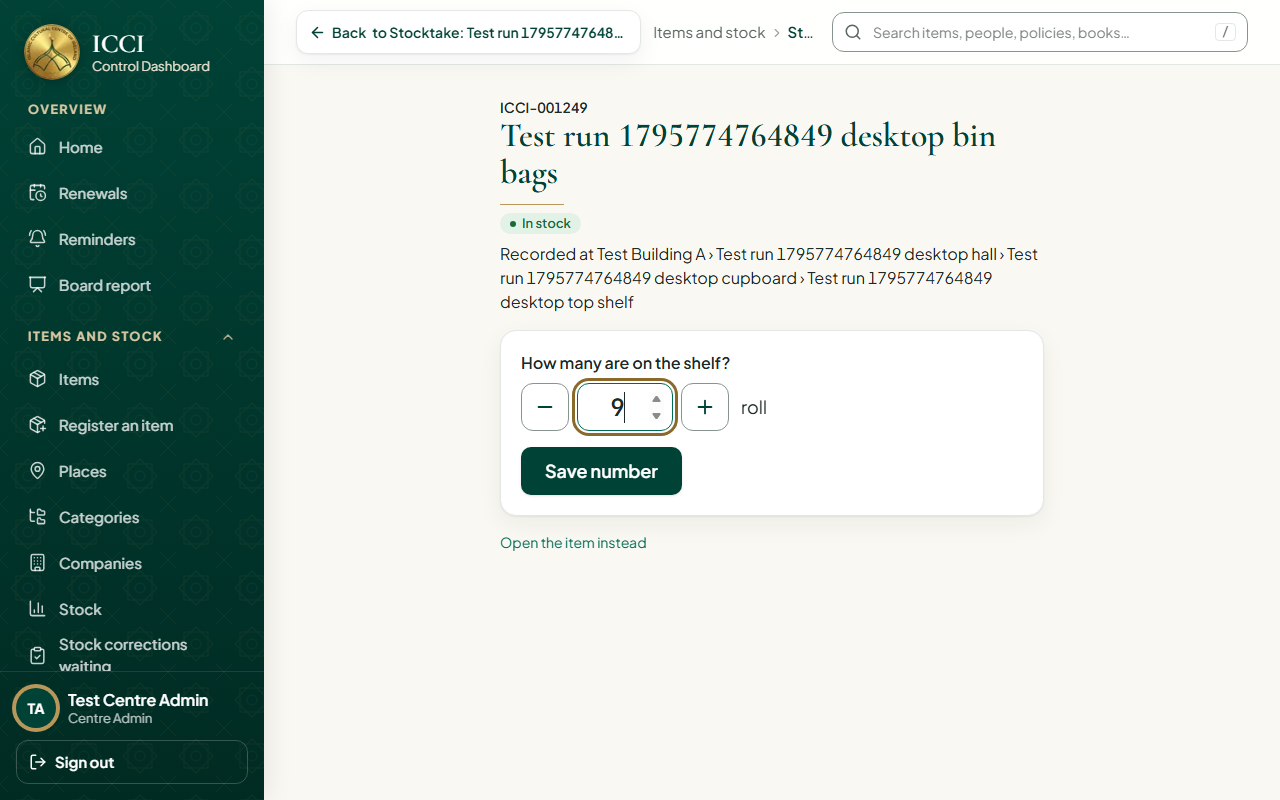 ICCI
Control Dashboard
OVERVIEW
Home
Renewals
Reminders
Board report
ITEMS AND STOCK
Items
Register an item
Places
Categories
Companies
Stock
Stock corrections
waiting
TA
Test Centre Admin
Centre Admin
Sign out
Back to Stocktake: Test run 17957747648...
Items and stock › St...
Search items, people, policies, books...
/
ICCI-001249
Test run 1795774764849 desktop bin
bags
In stock
Recorded at Test Building A › Test run 1795774764849 desktop hall › Test
run 1795774764849 desktop cupboard › Test run 1795774764849
desktop top shelf
How many are on the shelf?
− 9 + roll
Save number
Open the item instead